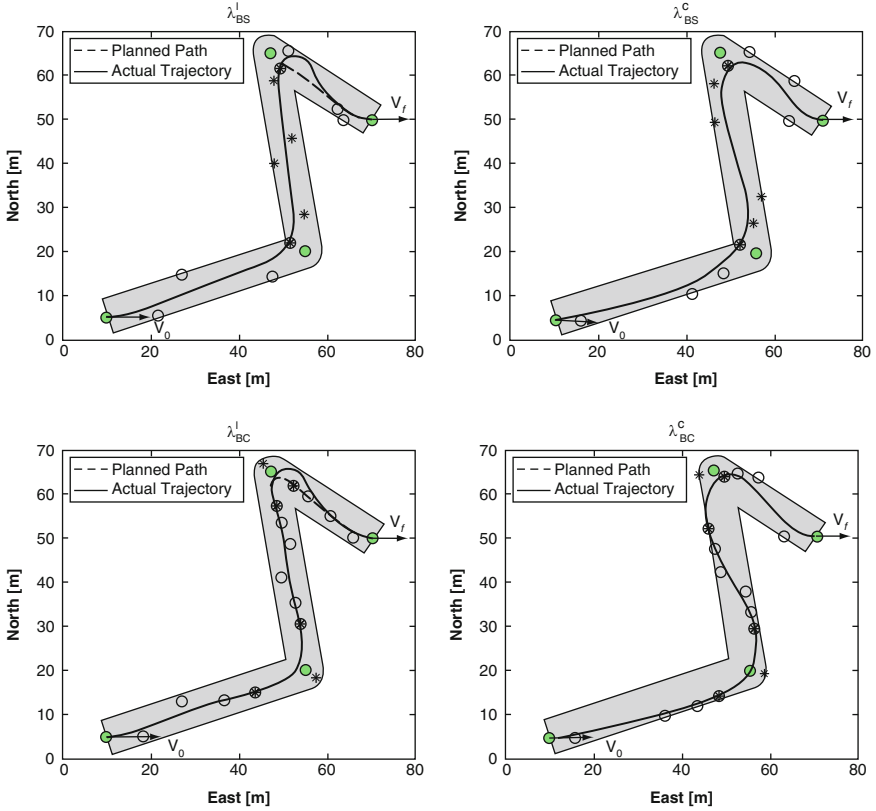 λ_BS^l
70
60
50
40
30
20
10
0
0 20 40 60 80
North [m]
East [m]
Planned Path
Actual Trajectory
V_f
V_0
λ_BS^c
70
60
50
40
30
20
10
0
0 20 40 60 80
North [m]
East [m]
Planned Path
Actual Trajectory
V_f
V_0
λ_BC^l
70
60
50
40
30
20
10
0
0 20 40 60 80
North [m]
East [m]
Planned Path
Actual Trajectory
V_f
V_0
λ_BC^c
70
60
50
40
30
20
10
0
0 20 40 60 80
North [m]
East [m]
Planned Path
Actual Trajectory
V_f
V_0